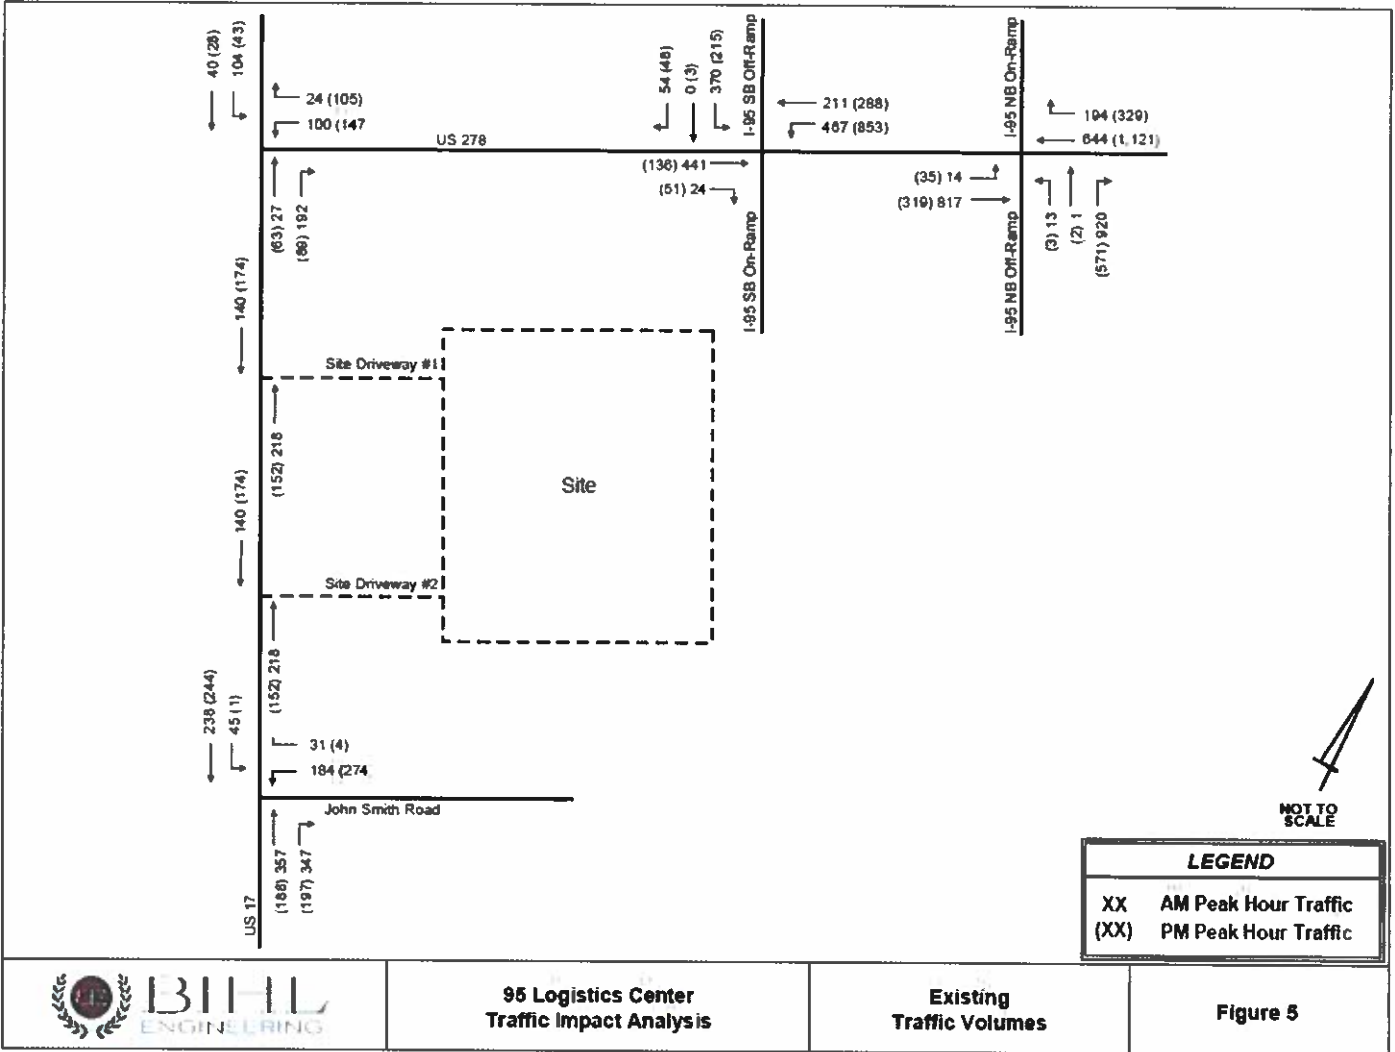 40 (28)
104 (43)
24 (105)
100 (147
US 278
(63) 27
(89) 192
54 (48)
0 (3)
370 (215)
I-95 SB Off-Ramp
211 (288)
467 (853)
(136) 441
(51) 24
I-95 SB On-Ramp
I-95 NB On-Ramp
194 (329)
644 (1,121)
(35) 14
(319) 817
I-95 NB Off-Ramp
(3) 13
(2) 1
(571) 920
140 (174)
Site Driveway #1
(152) 218
Site
140 (174)
Site Driveway #2
(152) 218
238 (244)
45 (1)
31 (4)
184 (274
John Smith Road
(188) 357
(197) 347
US 17
NOT TO
SCALE
LEGEND
XX AM Peak Hour Traffic
(XX) PM Peak Hour Traffic
BIHL
ENGINEERING
95 Logistics Center
Traffic Impact Analysis
Existing
Traffic Volumes
Figure 5